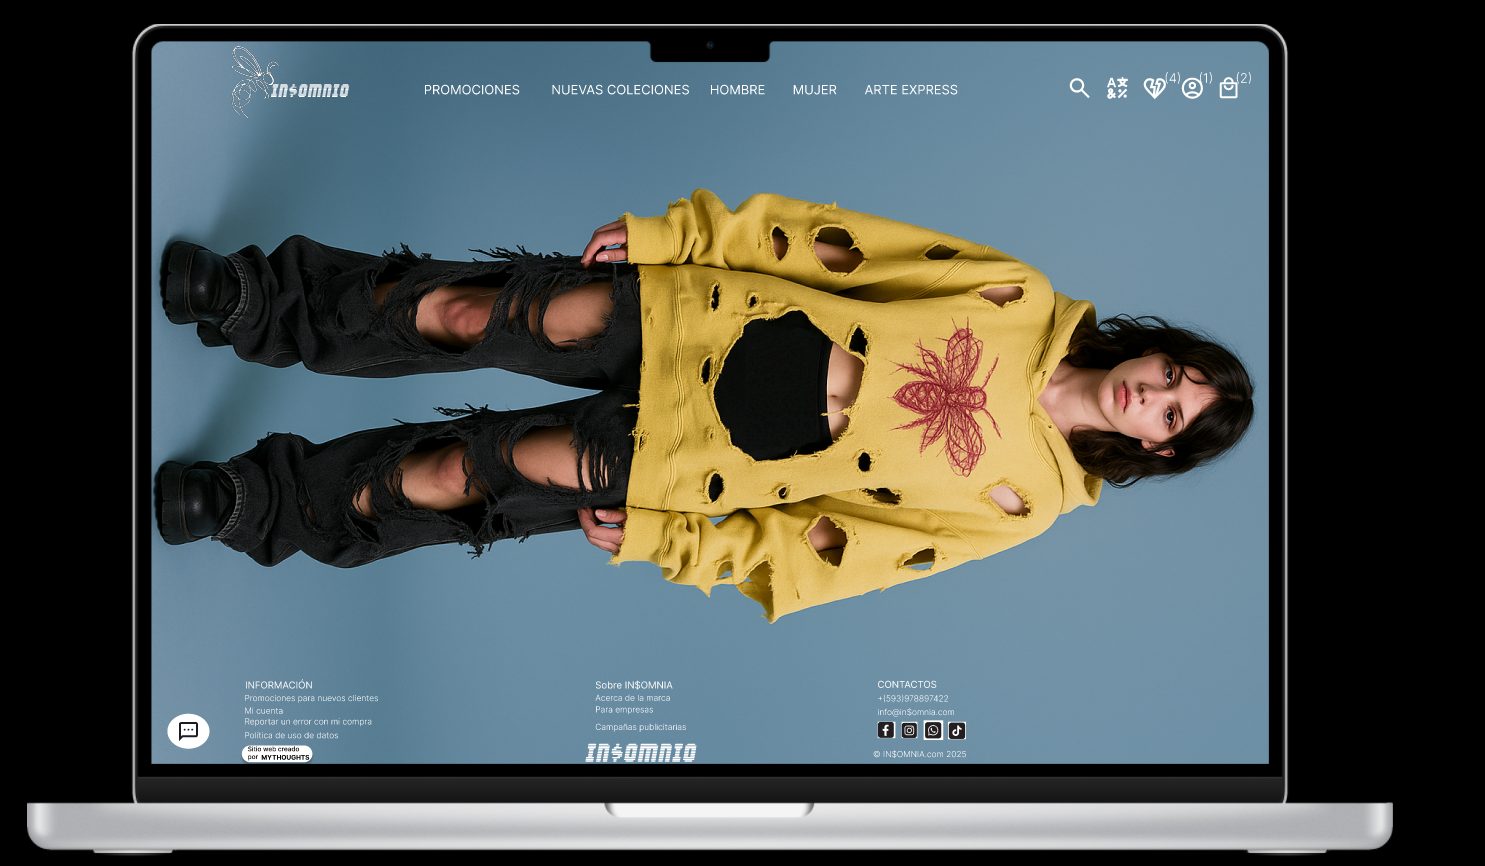 IN$OMNIO
PROMOCIONES
NUEVAS COLECIONES
HOMBRE
MUJER
ARTE EXPRESS
(4)
(1)
(2)
INFORMACIÓN
Promociones para nuevos clientes
Mi cuenta
Reportar un error con mi compra
Política de uso de datos
Sitio web creado
por MYTHOUGHTS
Sobre IN$OMNIA
Acerca de la marca
Para empresas
Campañas publicitarias
IN$OMNIO
CONTACTOS
+(593)978897422
info@in$omnia.com
© IN$OMNIA.com 2025